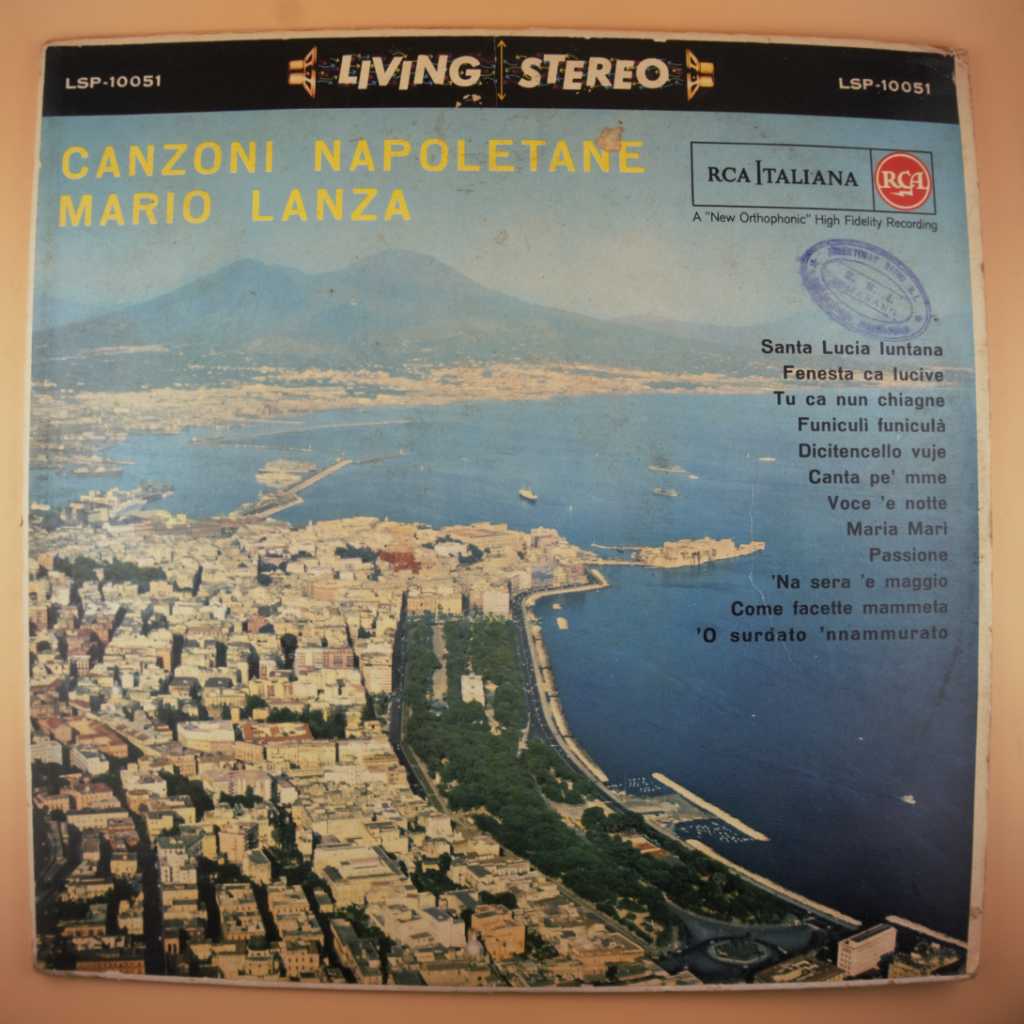 LSP-10051
LIVING STEREO
LSP-10051
CANZONI NAPOLETANE
MARIO LANZA
RCA ITALIANA
RCA
A "New Orthophonic" High Fidelity Recording
Santa Lucia luntana
Fenesta ca lucive
Tu ca nun chiagne
Funiculì funiculà
Dicitencello vuje
Canta pe' mme
Voce 'e notte
Maria Marì
Passione
'Na sera 'e maggio
Come facette mammeta
'O surdato 'nnammurato